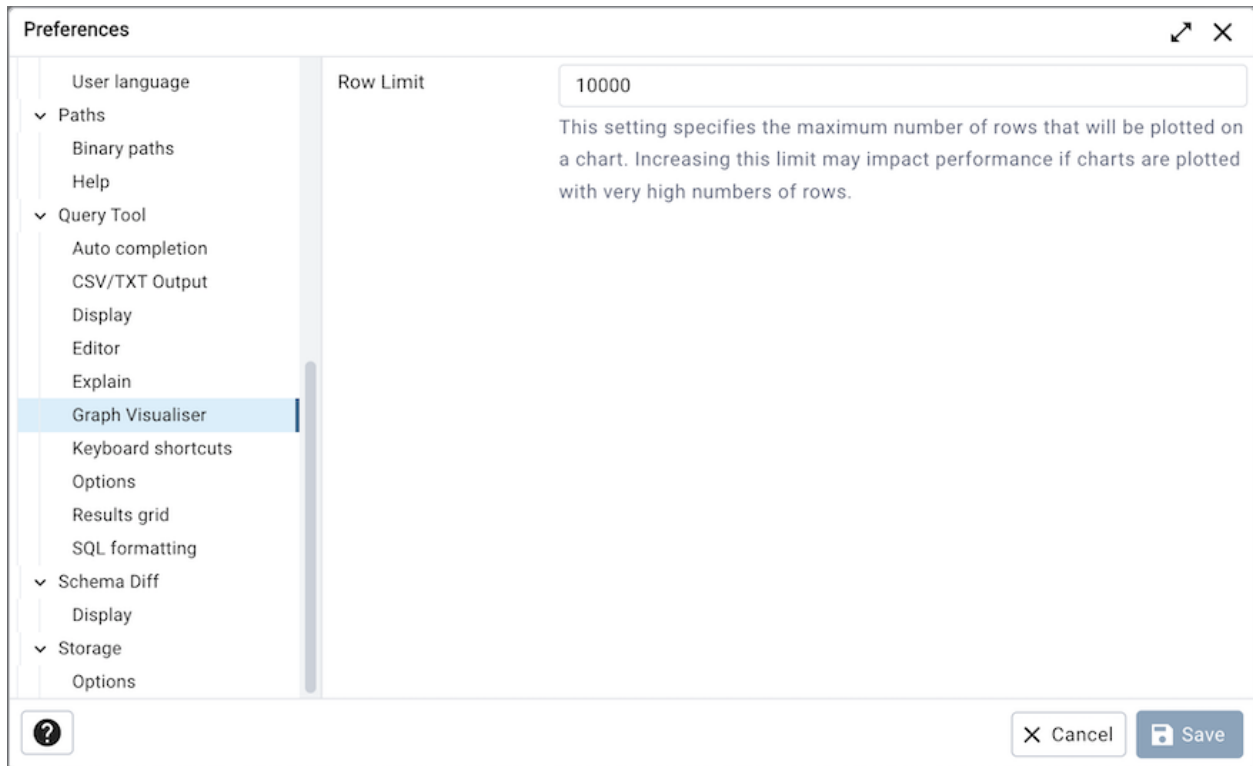 Preferences
User language
Paths
Binary paths
Help
Query Tool
Auto completion
CSV/TXT Output
Display
Editor
Explain
Graph Visualiser
Keyboard shortcuts
Options
Results grid
SQL formatting
Schema Diff
Display
Storage
Options
Row Limit
10000
This setting specifies the maximum number of rows that will be plotted on
a chart. Increasing this limit may impact performance if charts are plotted
with very high numbers of rows.
?
Cancel
Save